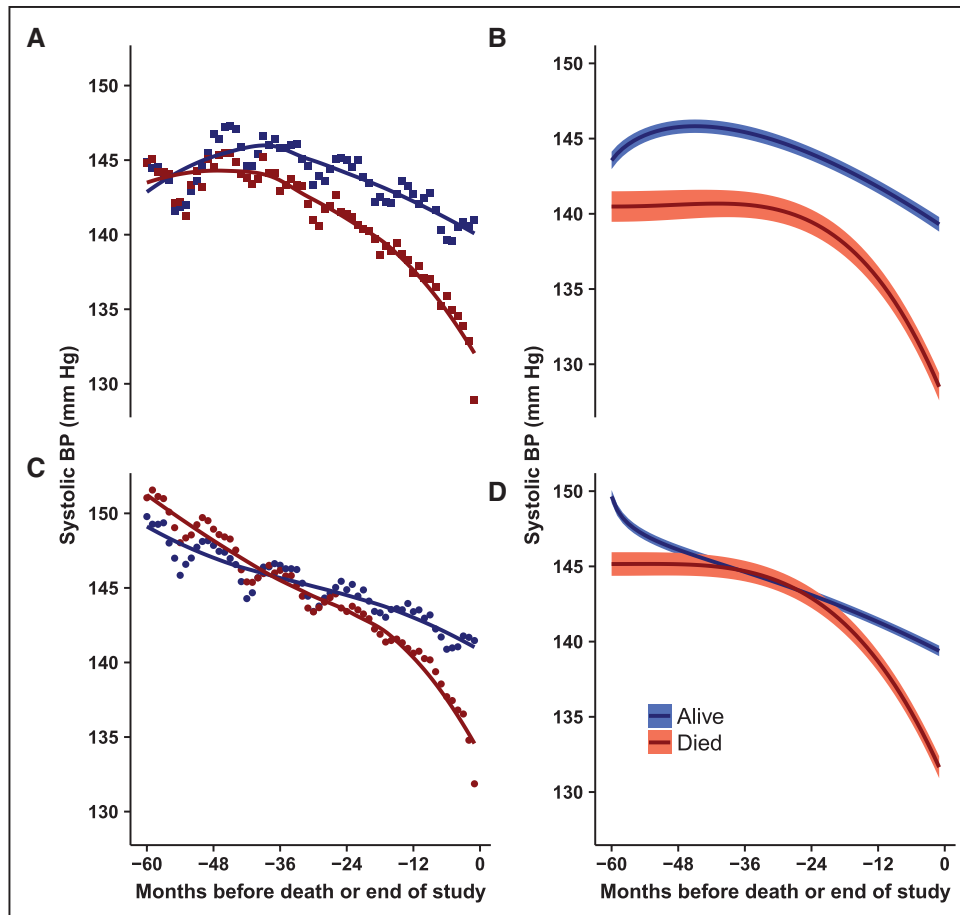 A
B
150
145
140
135
130
150
145
140
135
130
Systolic BP (mm Hg)
Systolic BP (mm Hg)
C
D
150
145
140
135
130
150
145
140
135
130
Alive
Died
−60 −48 −36 −24 −12 0
−60 −48 −36 −24 −12 0
Months before death or end of study
Months before death or end of study